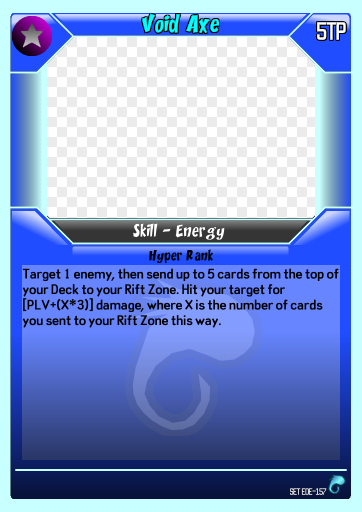 Void Axe
5TP
Skill - Energy
Hyper Rank
Target 1 enemy, then send up to 5 cards from the top of
your Deck to your Rift Zone. Hit your target for
[PLV+(X*3)] damage, where X is the number of cards
you sent to your Rift Zone this way.
SET EOE-157